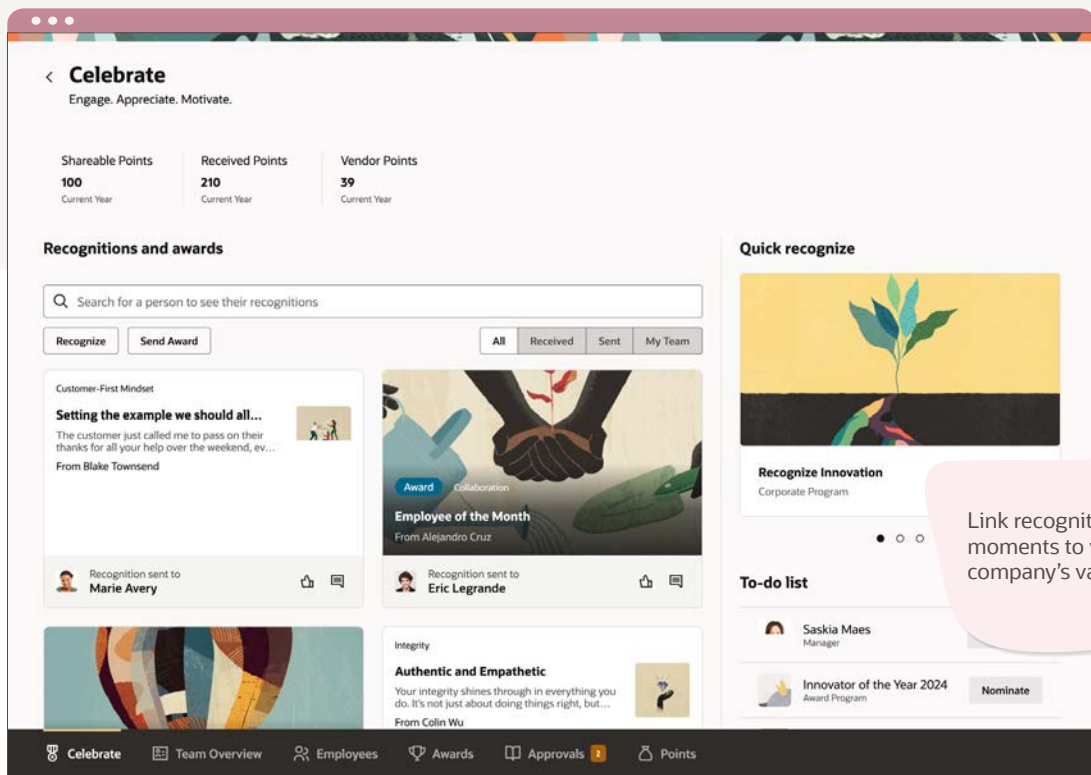 Celebrate
Engage. Appreciate. Motivate.
Shareable Points
100
Current Year
Received Points
210
Current Year
Vendor Points
39
Current Year
Recognitions and awards
Search for a person to see their recognitions
Recognize
Send Award
All
Received
Sent
My Team
Customer-First Mindset
Setting the example we should all...
The customer just called me to pass on their
thanks for all your help over the weekend, ev...
From Blake Townsend
Recognition sent to
Marie Avery
Award
Collaboration
Employee of the Month
From Alejandro Cruz
Recognition sent to
Eric Legrande
Integrity
Authentic and Empathetic
Your integrity shines through in everything you
do. It's not just about doing things right, but...
From Colin Wu
Quick recognize
Recognize Innovation
Corporate Program
Link
moments to
company's
To-do list
Saskia Maes
Manager
Innovator of the Year 2024
Award Program
Nominate
Celebrate
Team Overview
Employees
Awards
Approvals 2
Points